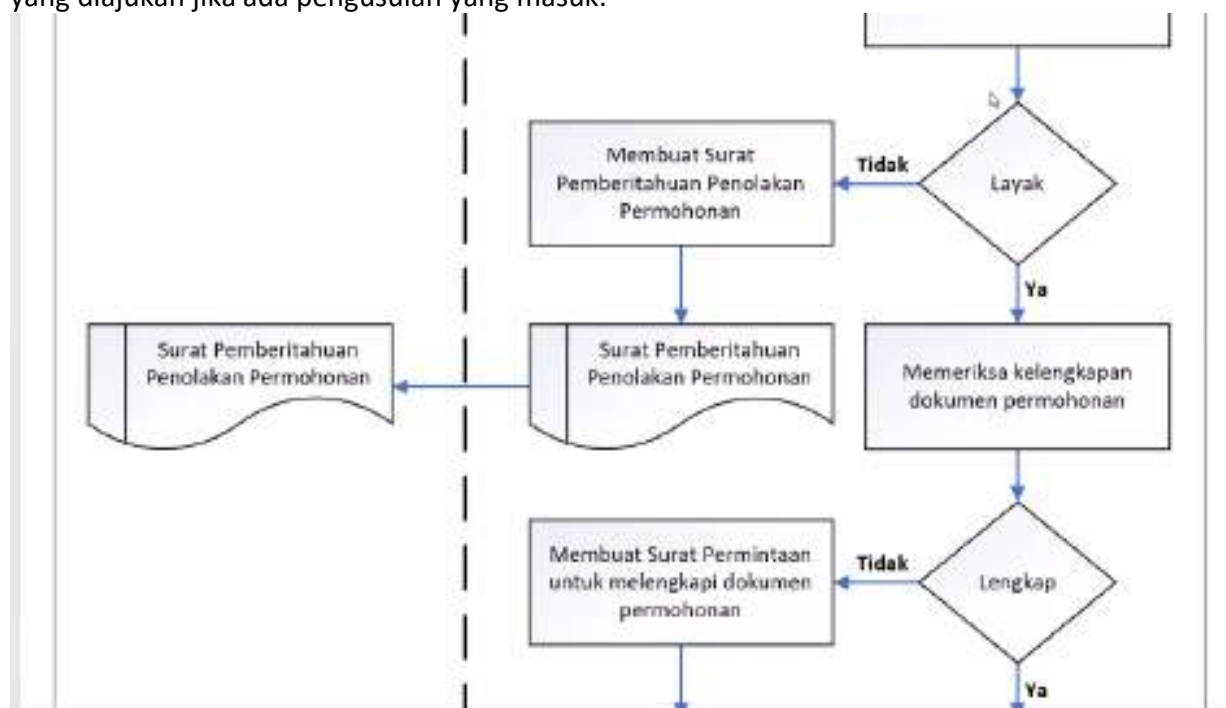 yang diajukan jika ada pengusulan yang masuk.
Membuat Surat
Pemberitahuan Penolakan
Permohonan
Tidak
Layak
Ya
Surat Pemberitahuan
Penolakan Permohonan
Surat Pemberitahuan
Penolakan Permohonan
Memeriksa kelengkapan
dokumen permohonan
Membuat Surat Permintaan
untuk melengkapi dokumen
permohonan
Tidak
Lengkap
Ya